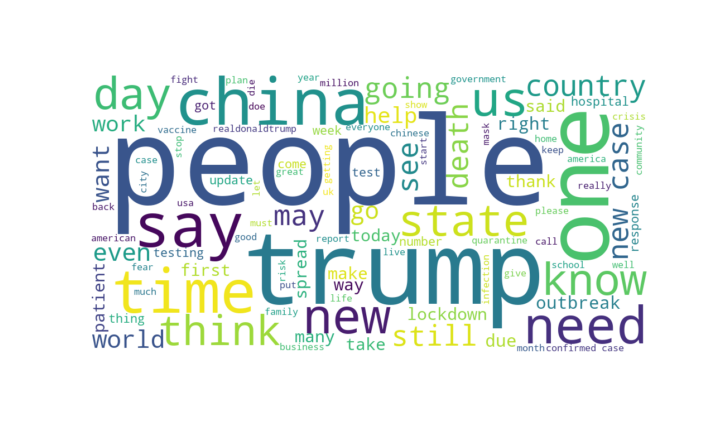 fight
plan
die
year
million
government
day
china
got
doe
going
us
country
work
vaccine
realdonaldtrump
help
show
said
hospital
stop
week
everyone
chinese
start
mask
right
home
keep
crisis
want
case
city
people
see
death
one
new case
community
update
come
great
test
let
uk
getting
thank
america
really
back
usa
say
may
go
state
please
response
american
must
good
report
today
number
quarantine
call
even
testing
first
fear
risk
spread
live
trump
school
well
know
patient
much
time
put
make
way
life
infection
give
outbreak
thing
think
family
new
lockdown
still
need
world
business
many
take
due
month
confirmed case